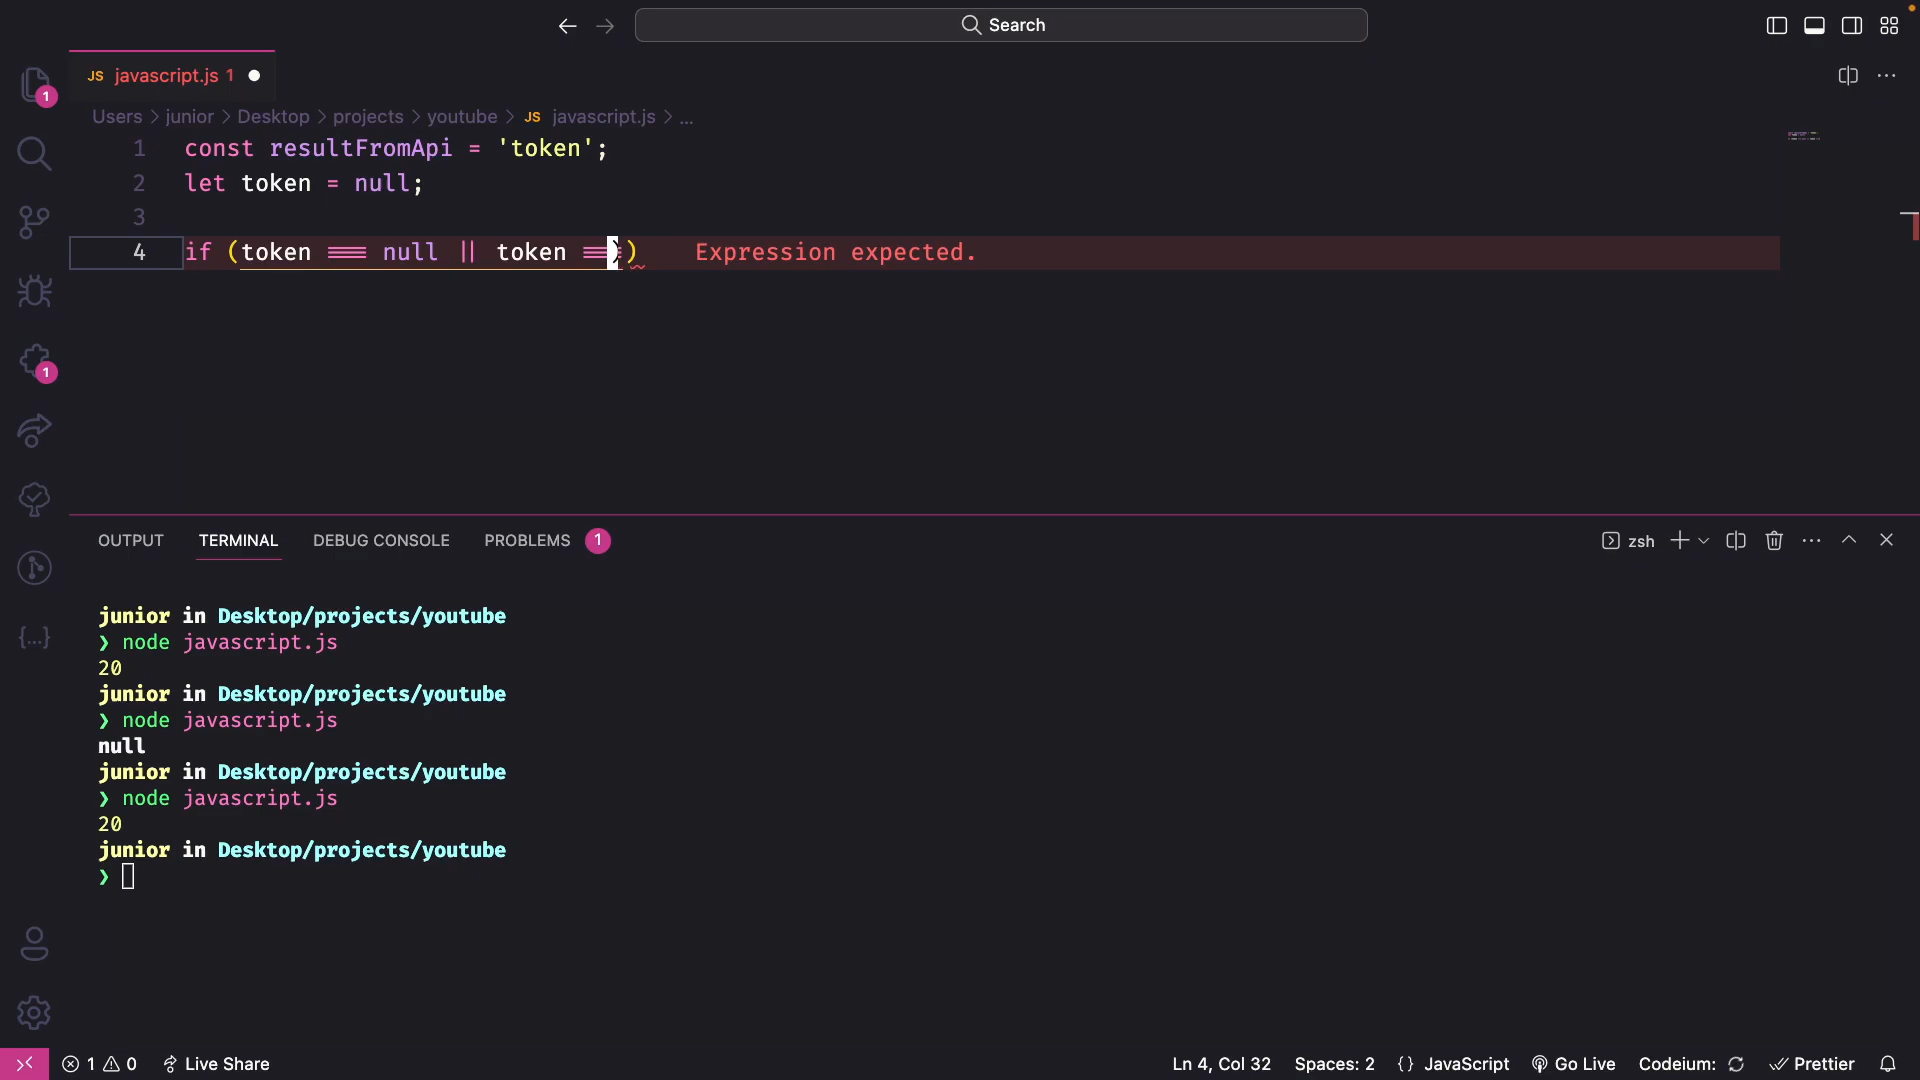 Search
JS javascript.js 1
1
Users > junior > Desktop > projects > youtube > JS javascript.js > ...
1 const resultFromApi = 'token';
2 let token = null;
3
4 if (token === null || token ===) Expression expected.
1
OUTPUT TERMINAL DEBUG CONSOLE PROBLEMS 1 zsh
junior in Desktop/projects/youtube
❯ node javascript.js
20
junior in Desktop/projects/youtube
❯ node javascript.js
null
junior in Desktop/projects/youtube
❯ node javascript.js
20
junior in Desktop/projects/youtube
❯
1 0 Live Share Ln 4, Col 32 Spaces: 2 {} JavaScript Go Live Codeium: Prettier